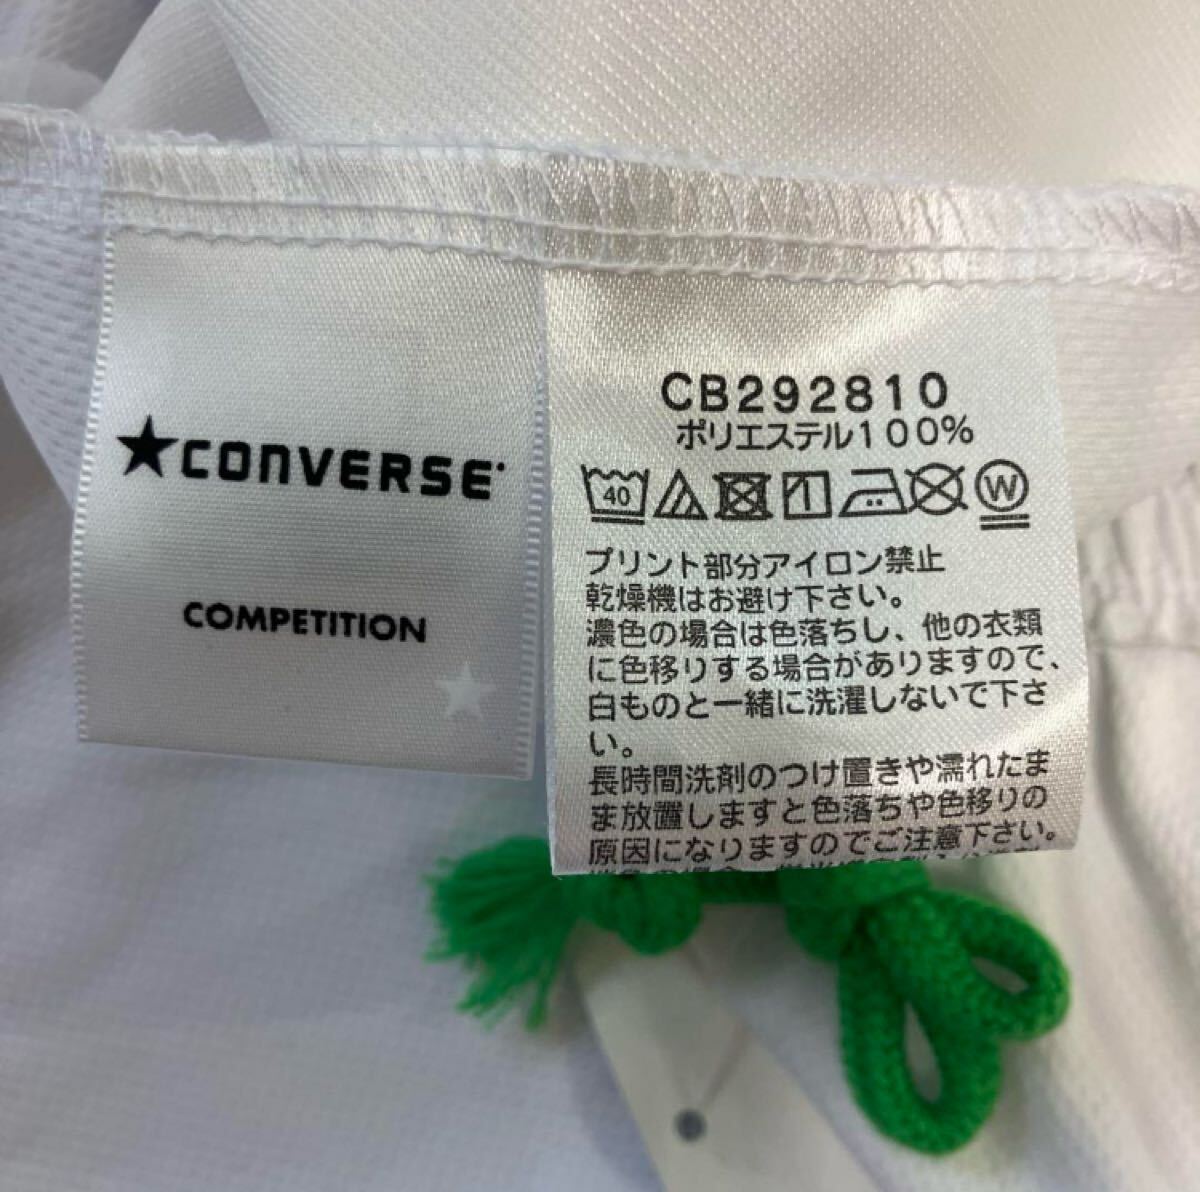 ★CONVERSE
COMPETITION
CB292810
ポリエステル100%
40
W
プリント部分アイロン禁止
乾燥機はお避け下さい。
濃色の場合は色落ちし、他の衣類
に色移りする場合がありますので、
白ものと一緒に洗濯しないで下さ
い。
長時間洗剤のつけ置きや濡れたま
ま放置しますと色落ちや色移りの
原因になりますのでご注意下さい。